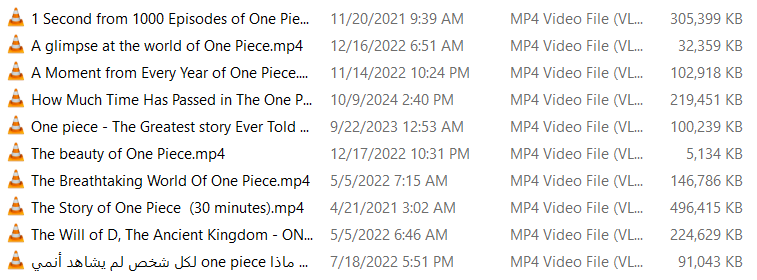 1 Second from 1000 Episodes of One Pie... 11/20/2021 9:39 AM MP4 Video File (VL... 305,399 KB
A glimpse at the world of One Piece.mp4 12/16/2022 6:51 AM MP4 Video File (VL... 32,359 KB
A Moment from Every Year of One Piece.... 11/14/2022 10:24 PM MP4 Video File (VL... 102,918 KB
How Much Time Has Passed in The One P... 10/9/2024 2:40 PM MP4 Video File (VL... 219,451 KB
One piece - The Greatest story Ever Told ... 9/22/2023 12:53 AM MP4 Video File (VL... 100,239 KB
The beauty of One Piece.mp4 12/17/2022 10:31 PM MP4 Video File (VL... 5,134 KB
The Breathtaking World Of One Piece.mp4 5/5/2022 7:15 AM MP4 Video File (VL... 146,786 KB
The Story of One Piece  (30 minutes).mp4 4/21/2021 3:02 AM MP4 Video File (VL... 496,415 KB
The Will of D, The Ancient Kingdom - ON... 5/5/2022 6:46 AM MP4 Video File (VL... 224,629 KB
لكل شخص لم يشاهد أنمي one piece ماذا ... 7/18/2022 5:51 PM MP4 Video File (VL... 91,043 KB